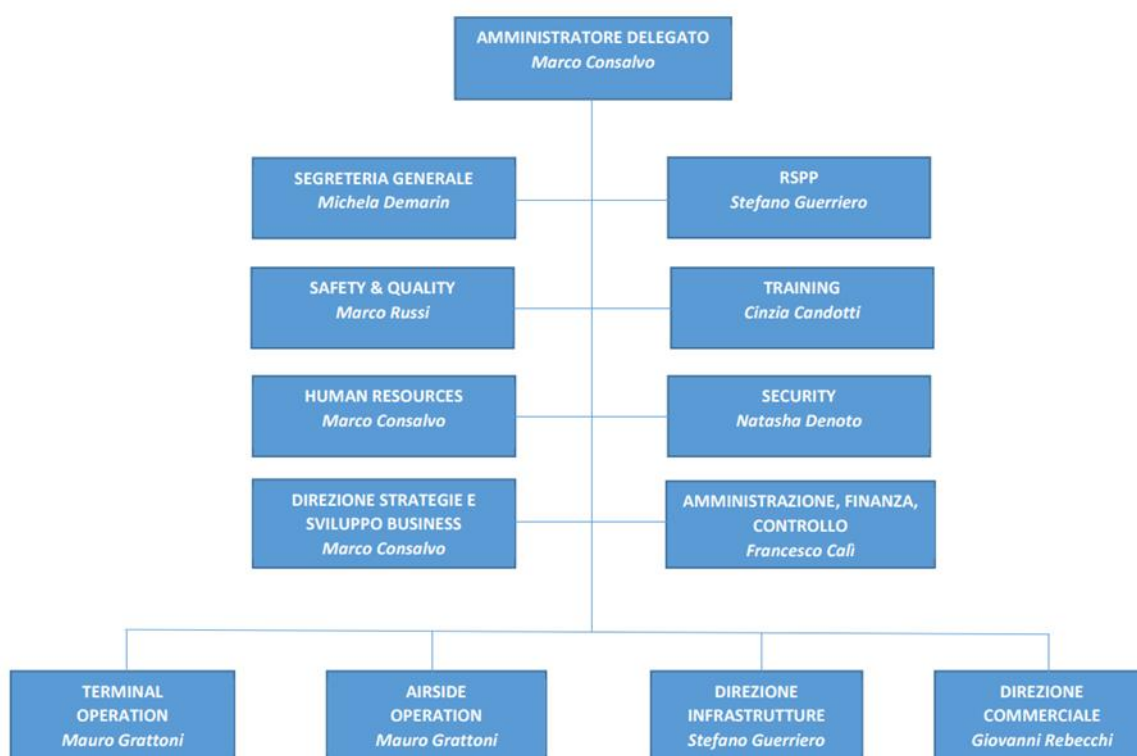 AMMINISTRATORE DELEGATO
Marco Consalvo
SEGRETERIA GENERALE
Michela Demarin
RSPP
Stefano Guerriero
SAFETY & QUALITY
Marco Russi
TRAINING
Cinzia Candotti
HUMAN RESOURCES
Marco Consalvo
SECURITY
Natasha Denoto
DIREZIONE STRATEGIE E
SVILUPPO BUSINESS
Marco Consalvo
AMMINISTRAZIONE, FINANZA,
CONTROLLO
Francesco Calì
TERMINAL
OPERATION
Mauro Grattoni
AIRSIDE
OPERATION
Mauro Grattoni
DIREZIONE
INFRASTRUTTURE
Stefano Guerriero
DIREZIONE
COMMERCIALE
Giovanni Rebecchi